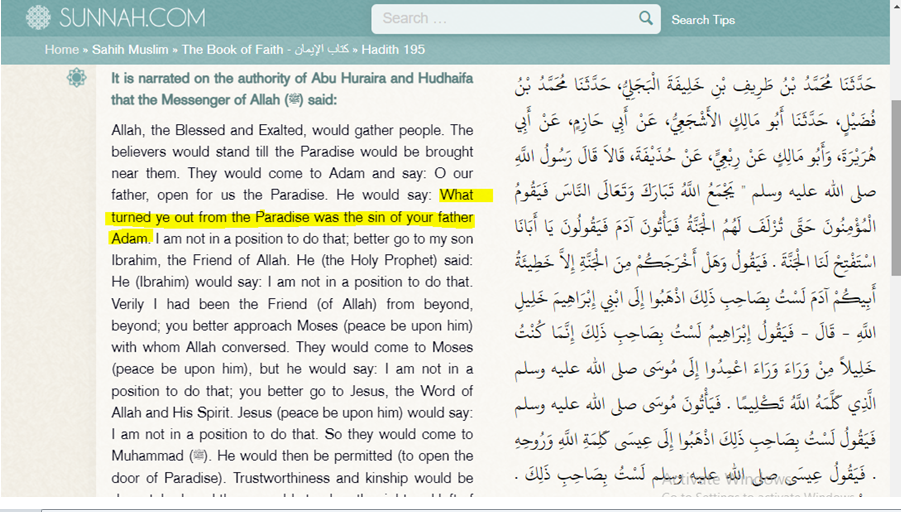 SUNNAH.COM
Search ...
Search Tips
Home » Sahih Muslim » The Book of Faith - كتاب الإيمان » Hadith 195
It is narrated on the authority of Abu Huraira and Hudhaifa
that the Messenger of Allah (ﷺ) said:
Allah, the Blessed and Exalted, would gather people. The
believers would stand till the Paradise would be brought
near them. They would come to Adam and say: O our
father, open for us the Paradise. He would say: What
turned ye out from the Paradise was the sin of your father
Adam. I am not in a position to do that; better go to my son
Ibrahim, the Friend of Allah. He (the Holy Prophet) said:
He (Ibrahim) would say: I am not in a position to do that.
Verily I had been the Friend (of Allah) from beyond,
beyond; you better approach Moses (peace be upon him)
with whom Allah conversed. They would come to Moses
(peace be upon him), but he would say: I am not in a
position to do that; you better go to Jesus, the Word of
Allah and His Spirit. Jesus (peace be upon him) would say:
I am not in a position to do that. So they would come to
Muhammad (ﷺ). He would then be permitted (to open the
door of Paradise). Trustworthiness and kinship would be
حَدَّثَنَا مُحَمَّدُ بْنُ طَرِيفِ بْنِ خَلِيفَةَ الْبَجَلِيُّ، حَدَّثَنَا مُحَمَّدُ بْنُ
فُضَيْلٍ، حَدَّثَنَا أَبُو مَالِكٍ الأَشْجَعِيُّ، عَنْ أَبِي حَازِمٍ، عَنْ أَبِي
هُرَيْرَةَ، وَأَبُو مَالِكٍ عَنْ رِبْعِيٍّ، عَنْ حُذَيْفَةَ، قَالاَ قَالَ رَسُولُ اللَّهِ
صلى الله عليه وسلم " يَجْمَعُ اللَّهُ تَبَارَكَ وَتَعَالَى النَّاسَ فَيَقُومُ
الْمُؤْمِنُونَ حَتَّى تُزْلَفَ لَهُمُ الْجَنَّةُ فَيَأْتُونَ آدَمَ فَيَقُولُونَ يَا أَبَانَا
اسْتَفْتِحْ لَنَا الْجَنَّةَ . فَيَقُولُ وَهَلْ أَخْرَجَكُمْ مِنَ الْجَنَّةِ إِلاَّ خَطِيئَةُ
أَبِيكُمْ آدَمَ لَسْتُ بِصَاحِبِ ذَلِكَ اذْهَبُوا إِلَى ابْنِي إِبْرَاهِيمَ خَلِيلِ
اللَّهِ - قَالَ - فَيَقُولُ إِبْرَاهِيمُ لَسْتُ بِصَاحِبِ ذَلِكَ إِنَّمَا كُنْتُ
خَلِيلاً مِنْ وَرَاءَ وَرَاءَ اعْمِدُوا إِلَى مُوسَى صلى الله عليه وسلم
الَّذِي كَلَّمَهُ اللَّهُ تَكْلِيمًا . فَيَأْتُونَ مُوسَى صلى الله عليه وسلم
فَيَقُولُ لَسْتُ بِصَاحِبِ ذَلِكَ اذْهَبُوا إِلَى عِيسَى كَلِمَةِ اللَّهِ وَرُوحِهِ
. فَيَقُولُ عِيسَى صلى الله عليه وسلم لَسْتُ بِصَاحِبِ ذَلِكَ .
Activate Windows
Go to Settings to activate Windows.